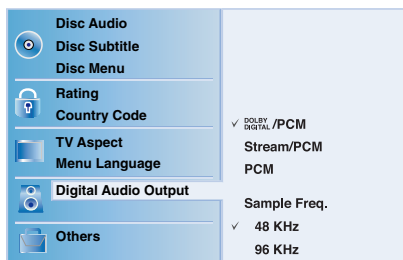 Disc Audio
Disc Subtitle
Disc Menu
Rating
Country Code
TV Aspect
Menu Language
Digital Audio Output
Others
✓ DOLBY DIGITAL /PCM
Stream/PCM
PCM
Sample Freq.
✓ 48 KHz
96 KHz